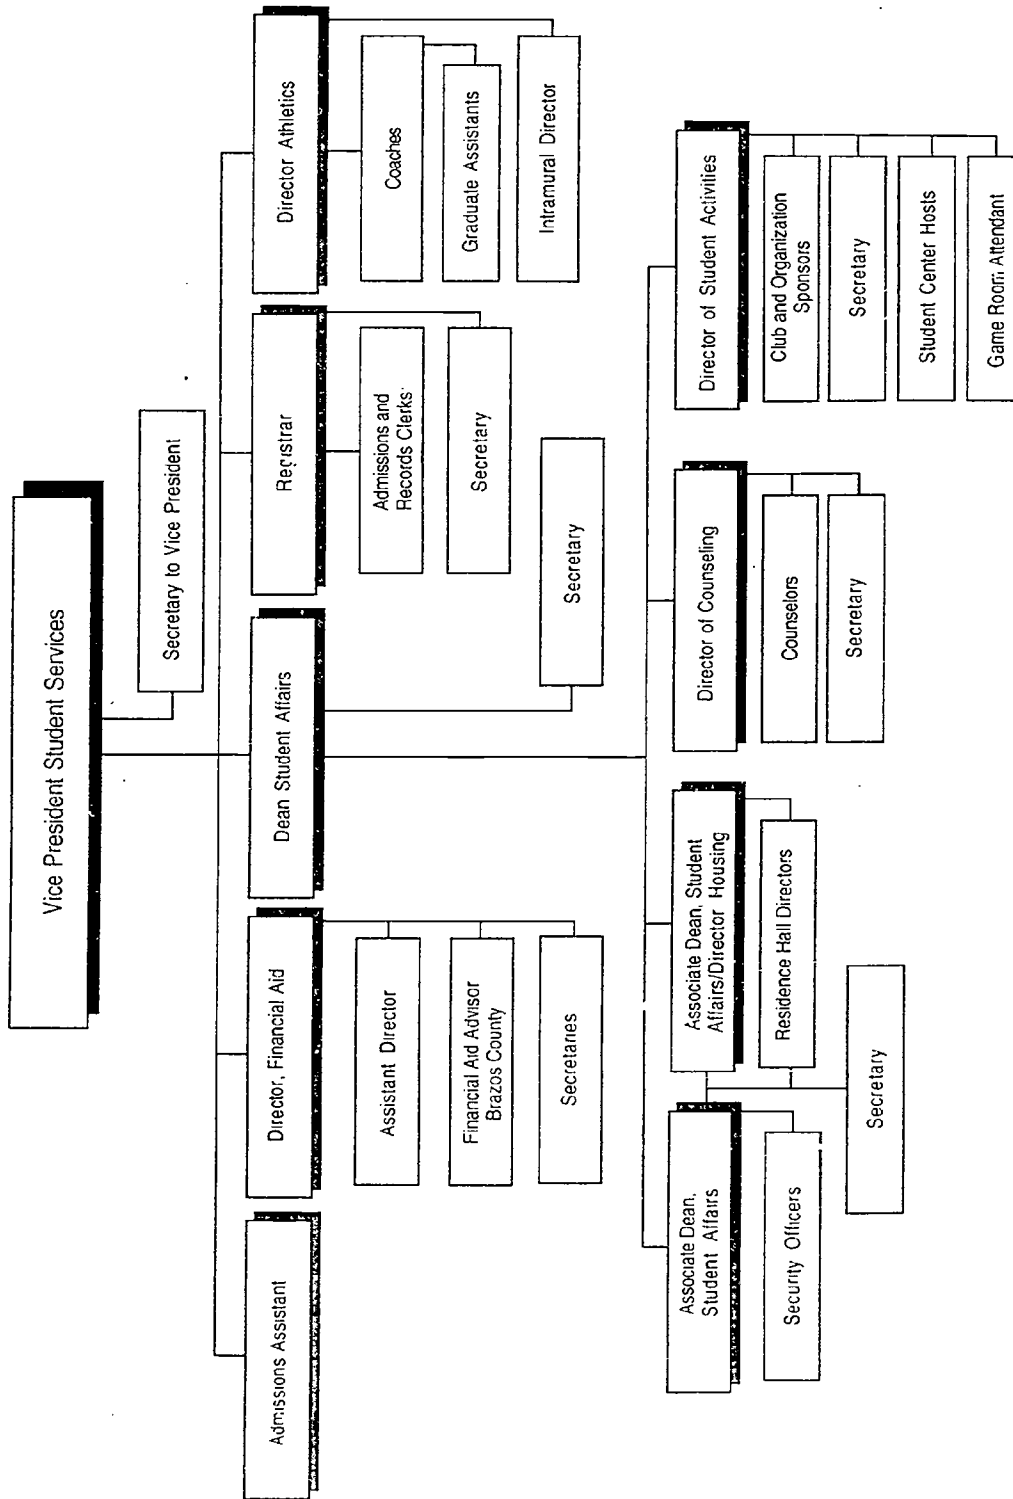 Vice President Student Services
Secretary to Vice President
Admissions Assistant
Director, Financial Aid
Dean Student Affairs
Registrar
Director Athletics
Assistant Director
Financial Aid Advisor
Brazos County
Secretaries
Secretary
Admissions and
Records Clerks
Secretary
Coaches
Graduate Assistants
Intramural Director
Associate Dean,
Student Affairs
Associate Dean, Student
Affairs/Director Housing
Director of Counseling
Director of Student Activities
Security Officers
Residence Hall Directors
Secretary
Counselors
Secretary
Club and Organization
Sponsors
Secretary
Student Center Hosts
Game Room Attendant